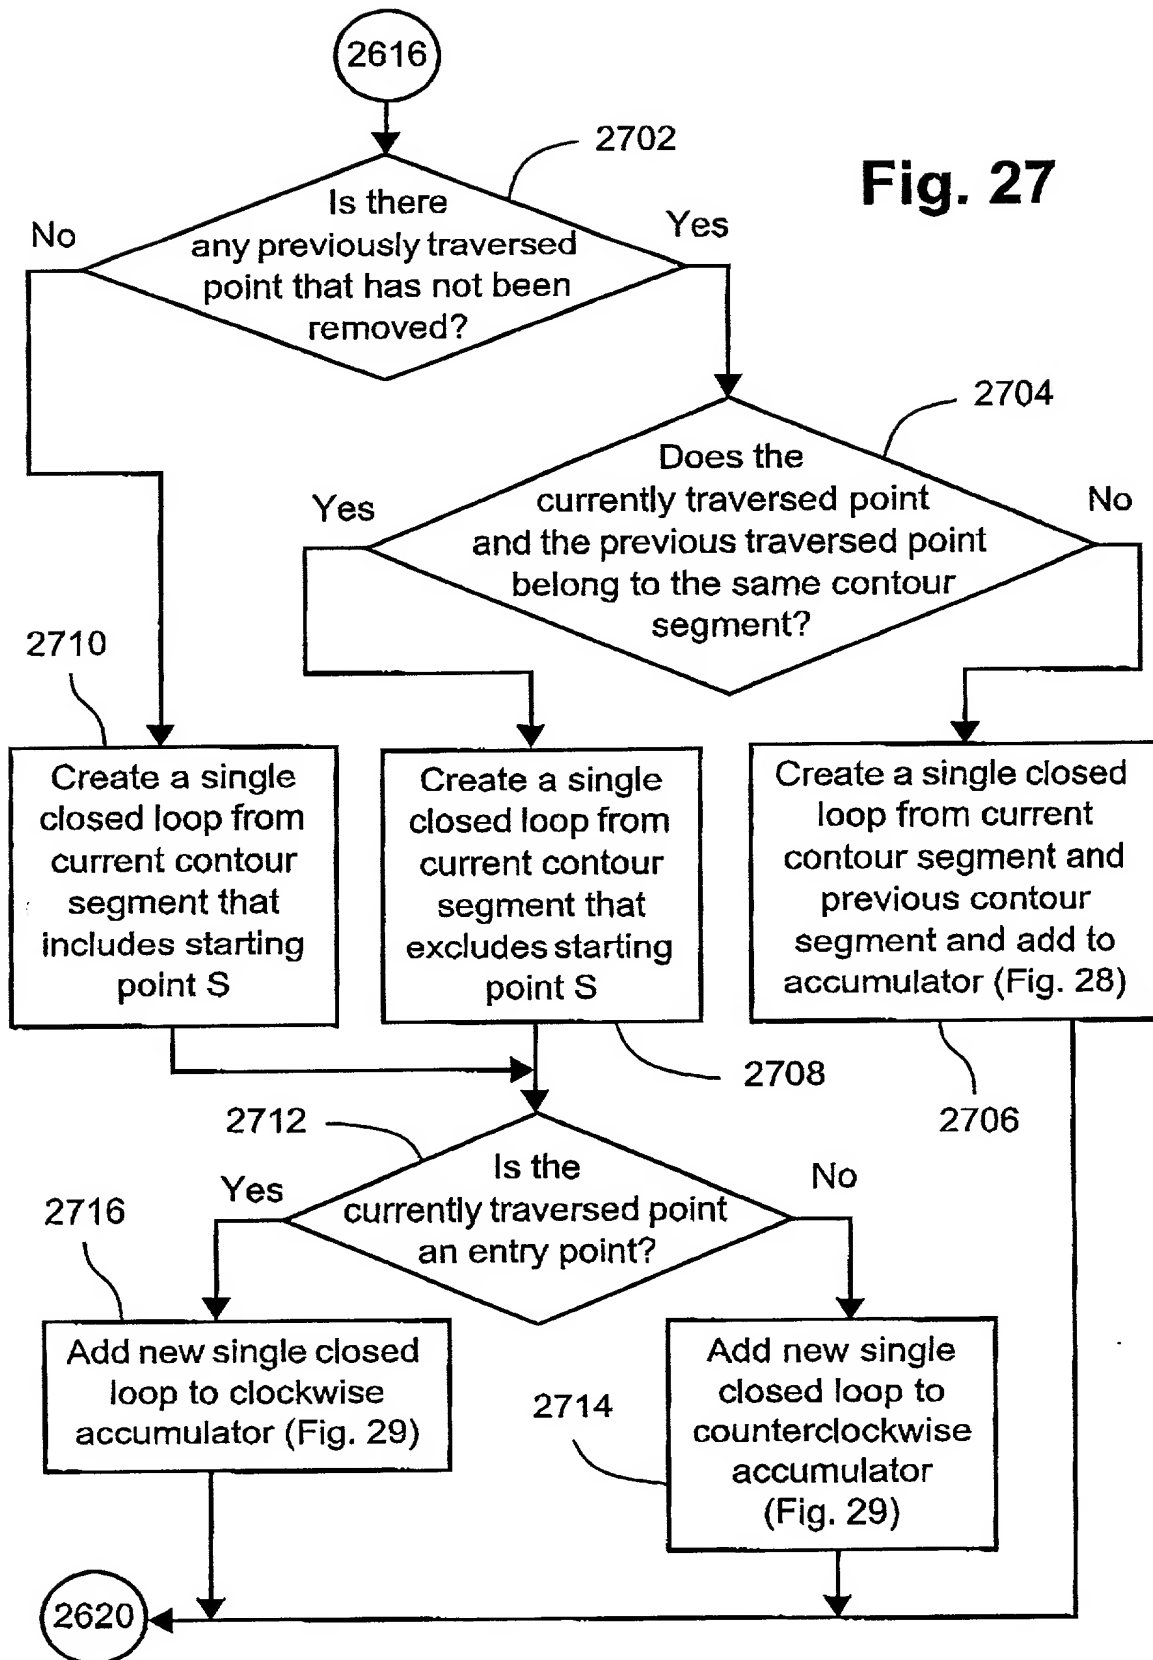 2616
2702
Fig. 27
Is there
any previously traversed
point that has not been
removed?
No
Yes
2704
Does the
currently traversed point
and the previous traversed point
belong to the same contour
segment?
Yes
No
2710
Create a single
closed loop from
current contour
segment that
includes starting
point S
Create a single
closed loop from
current contour
segment that
excludes starting
point S
Create a single closed
loop from current
contour segment and
previous contour
segment and add to
accumulator (Fig. 28)
2708
2706
2712
Is the
currently traversed point
an entry point?
Yes
No
2716
Add new single closed
loop to clockwise
accumulator (Fig. 29)
2714
Add new single
closed loop to
counterclockwise
accumulator
(Fig. 29)
2620